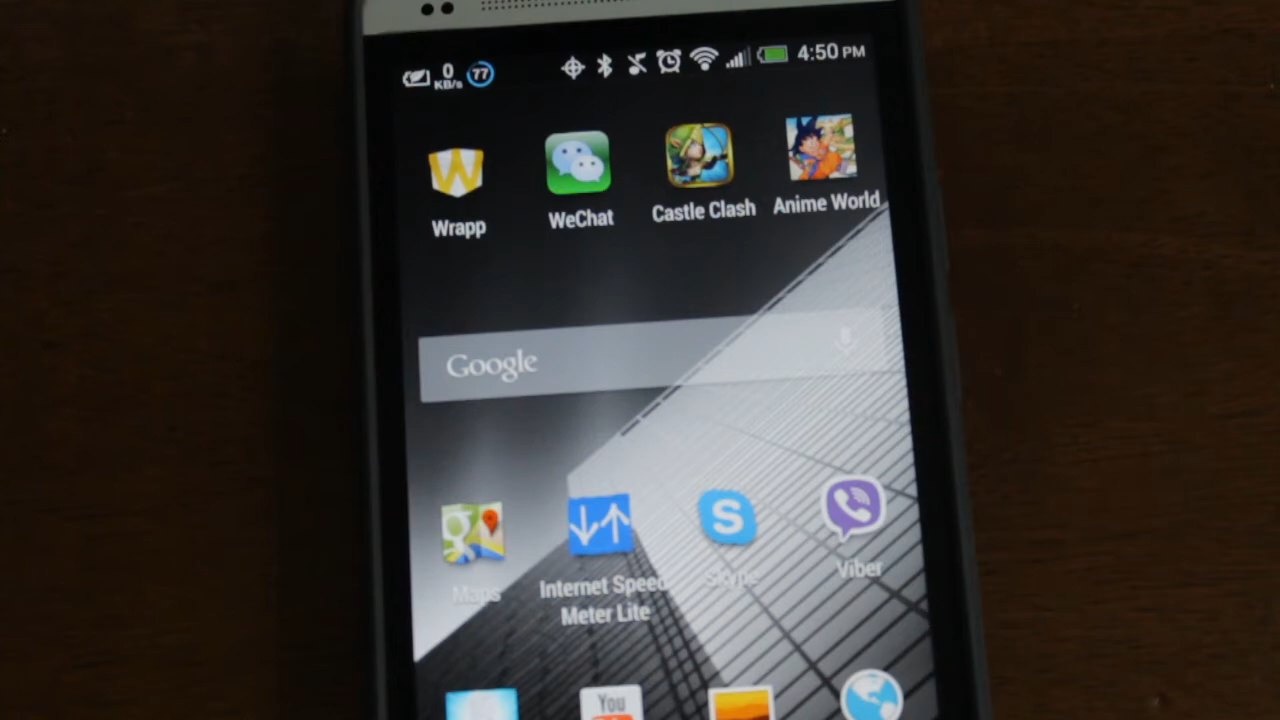 0
KB/s
77
4:50 PM
W
Wrapp
WeChat
Castle Clash
Anime World
Google
g
S
Maps
Internet Speed
Meter Lite
Skype
Viber
You